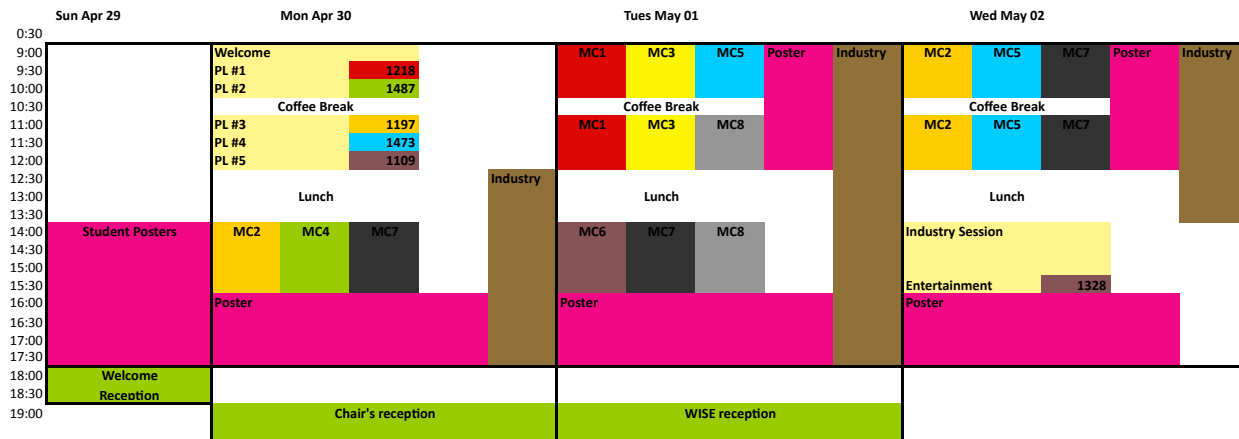 Sun Apr 29 Mon Apr 30 Tues May 01 Wed May 02
0:30
9:00 Welcome MC1 MC3 MC5 Poster Industry MC2 MC5 MC7 Poster Industry
9:30 PL #1 1218
10:00 PL #2 1487
10:30 Coffee Break Coffee Break Coffee Break
11:00 PL #3 1197 MC1 MC3 MC8 MC2 MC5 MC7
11:30 PL #4 1473
12:00 PL #5 1109
12:30 Industry
13:00 Lunch Lunch Lunch
13:30
14:00 Student Posters MC2 MC4 MC7 MC6 MC7 MC8 Industry Session
14:30
15:00
15:30 Entertainment 1328
16:00 Poster Poster Poster
16:30
17:00
17:30
18:00 Welcome
18:30 Reception
19:00 Chair's reception WISE reception